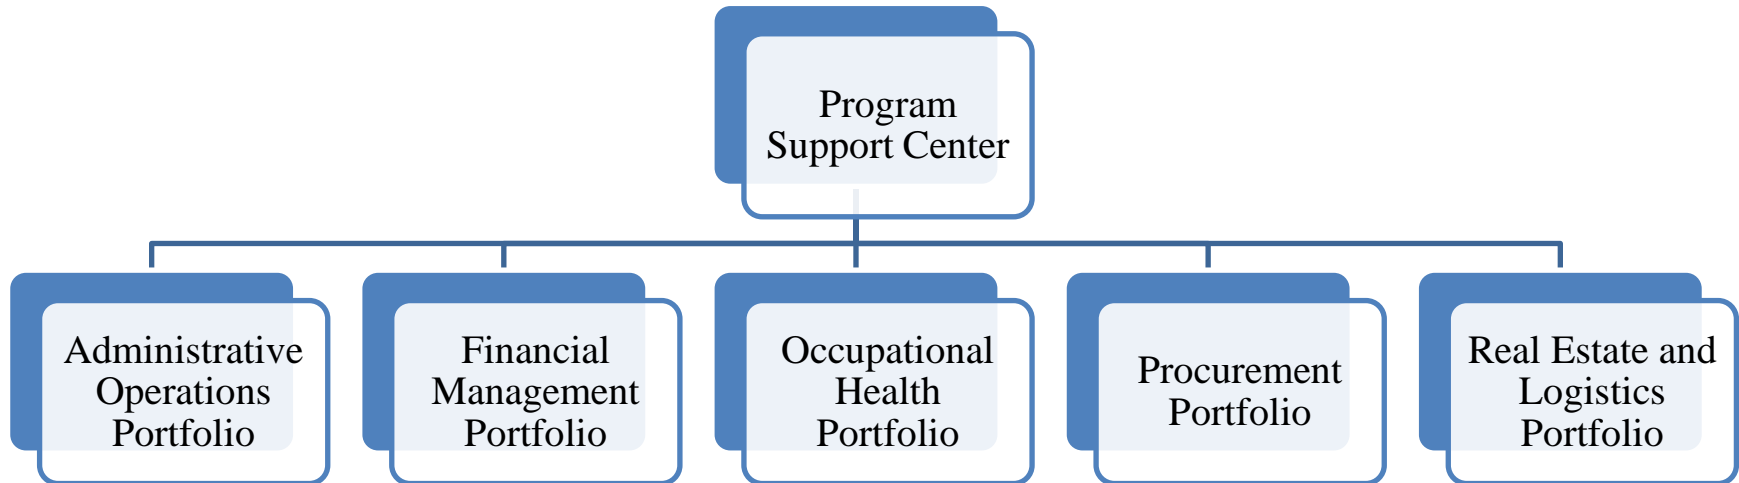 Program
Support Center
Administrative
Operations
Portfolio
Financial
Management
Portfolio
Occupational
Health
Portfolio
Procurement
Portfolio
Real Estate and
Logistics
Portfolio